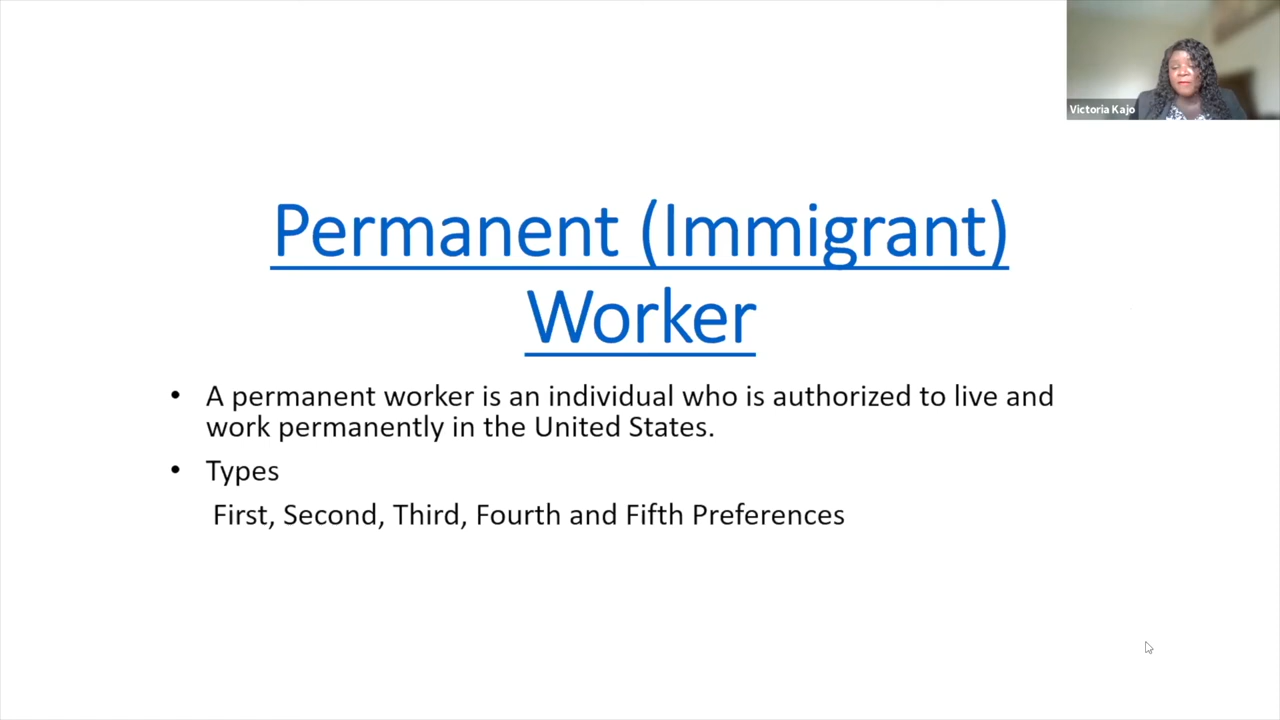 Victoria Kajo
Permanent (Immigrant)
Worker
• A permanent worker is an individual who is authorized to live and
work permanently in the United States.
• Types
First, Second, Third, Fourth and Fifth Preferences